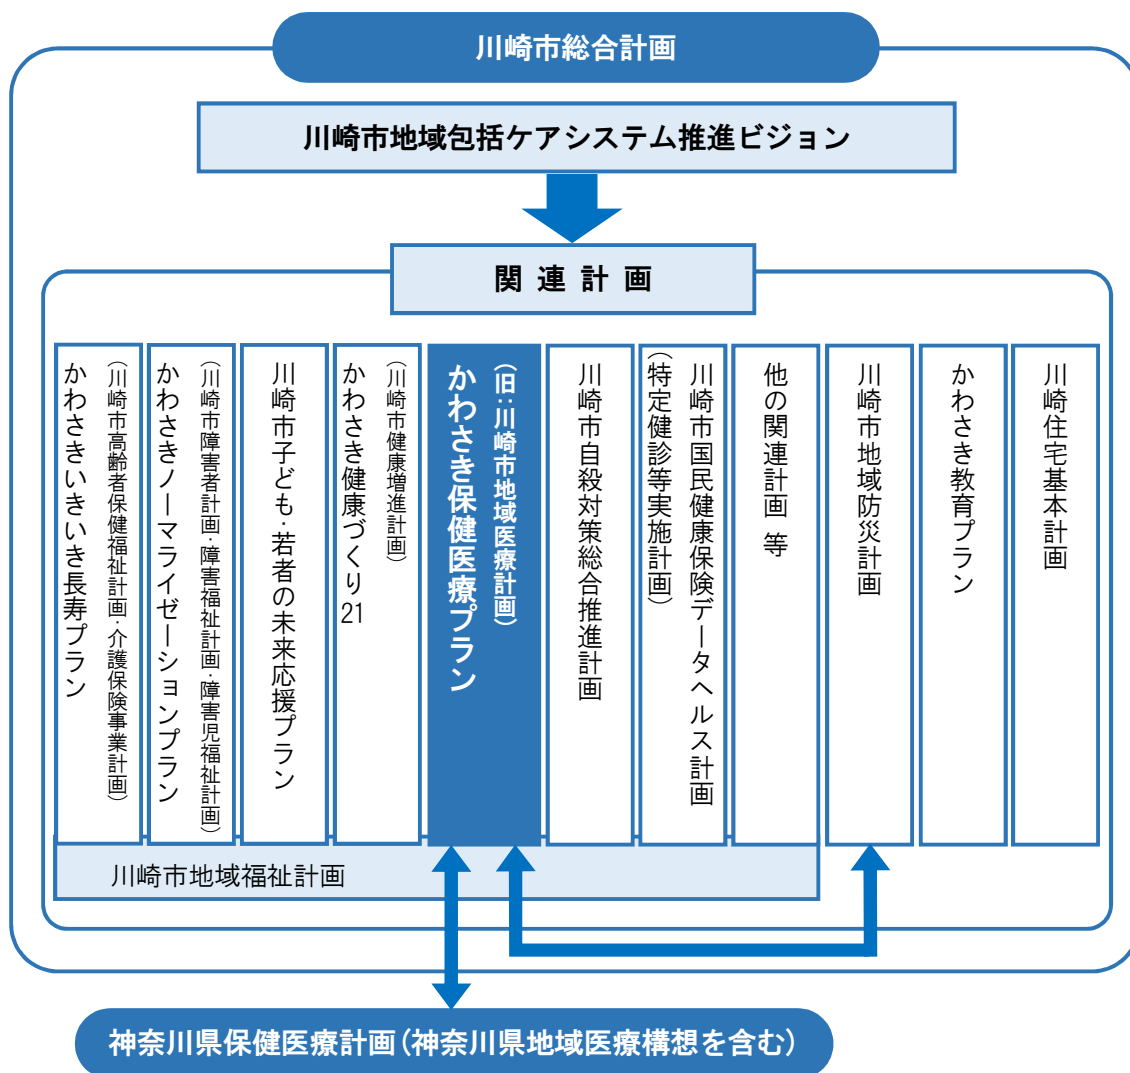 川崎市総合計画
川崎市地域包括ケアシステム推進ビジョン
関連計画
かわさきいきいき長寿プラン
（川崎市高齢者保健福祉計画・介護保険事業計画）
かわさきノーマライゼーションプラン
（川崎市障害者計画・障害福祉計画・障害児福祉計画）
川崎市子ども・若者の未来応援プラン
かわさき健康づくり21
（川崎市健康増進計画）
かわさき保健医療プラン
（旧：川崎市地域医療計画）
川崎市自殺対策総合推進計画
川崎市国民健康保険データヘルス計画
（特定健診等実施計画）
他の関連計画 等
川崎市地域防災計画
かわさき教育プラン
川崎住宅基本計画
川崎市地域福祉計画
神奈川県保健医療計画（神奈川県地域医療構想を含む）